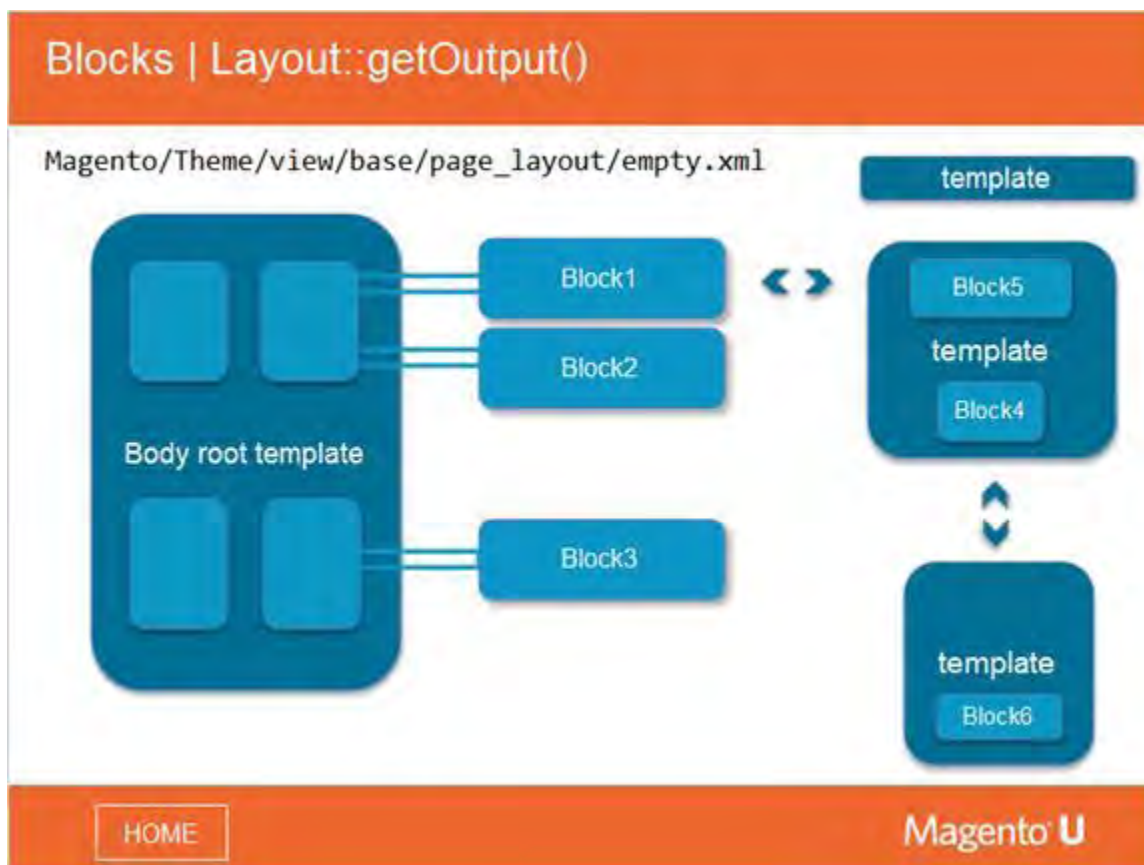 Blocks | Layout::getOutput()
Magento/Theme/view/base/page_layout/empty.xml
template
Block1
Block5
Block2
template
Block4
Body root template
Block3
template
Block6
HOME
Magento U